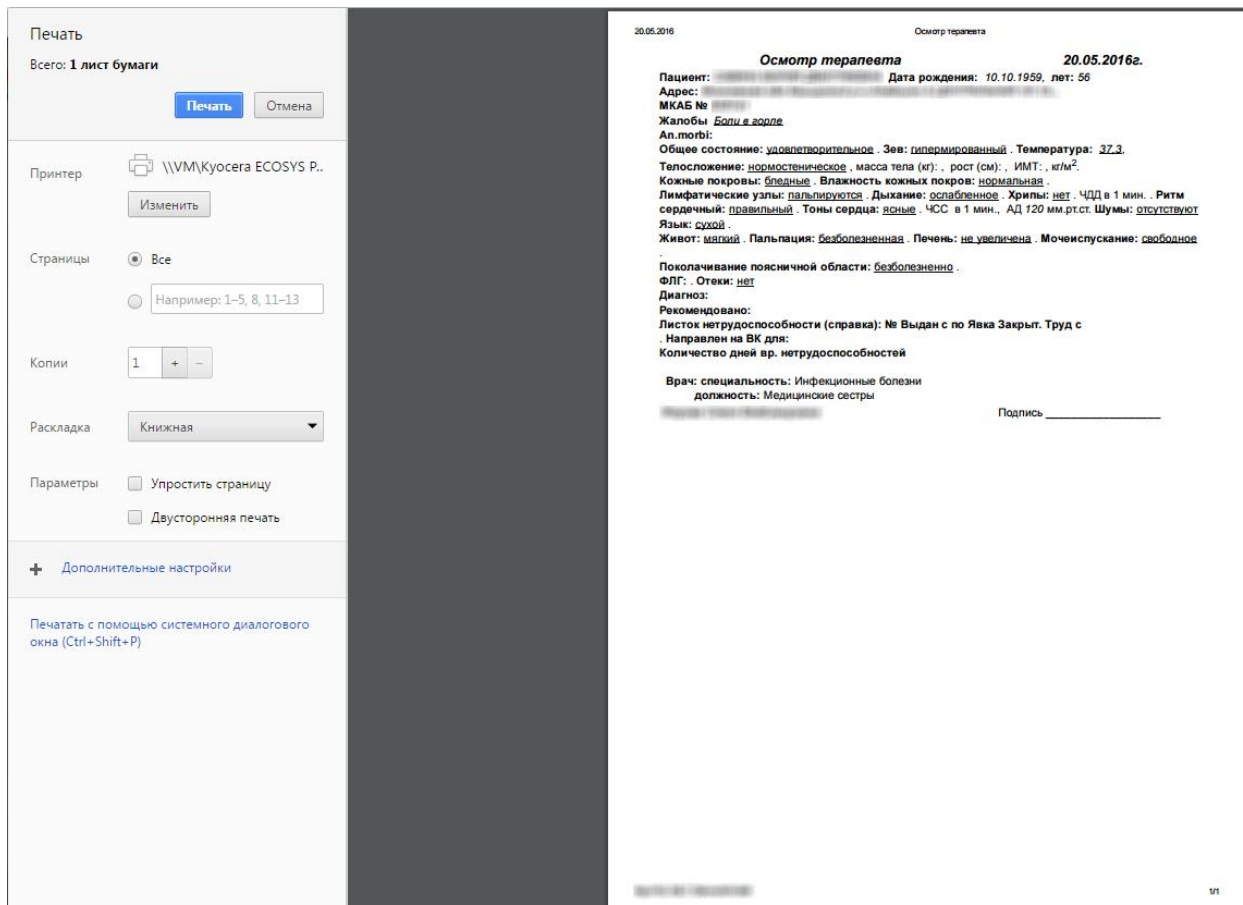 Печать
Всего: 1 лист бумаги
Печать
Отмена
Принтер
\\VM\Kyocera ECOSYS P..
Изменить
Страницы
Все
Например: 1–5, 8, 11–13
Копии
1
+
−
Раскладка
Книжная
Параметры
Упростить страницу
Двусторонняя печать
Дополнительные настройки
Печатать с помощью системного диалогового
окна (Ctrl+Shift+P)
20.05.2016 Осмотр терапевта
Осмотр терапевта 20.05.2016г.
Пациент: Дата рождения: 10.10.1959, лет: 56
Адрес:
МКАБ №
Жалобы Боли в горле
An.morbi:
Общее состояние: удовлетворительное . Зев: гипермированный . Температура: 37,3,
Телосложение: нормостеническое , масса тела (кг): , рост (см): , ИМТ: , кг/м².
Кожные покровы: бледные . Влажность кожных покров: нормальная .
Лимфатические узлы: пальпируются . Дыхание: ослабленное . Хрипы: нет . ЧДД в 1 мин. . Ритм
сердечный: правильный . Тоны сердца: ясные . ЧСС в 1 мин., АД 120 мм.рт.ст. Шумы: отсутствуют
Язык: сухой .
Живот: мягкий . Пальпация: безболезненная . Печень: не увеличена . Мочеиспускание: свободное
.
Поколачивание поясничной области: безболезненно .
ФЛГ: . Отеки: нет
Диагноз:
Рекомендовано:
Листок нетрудоспособности (справка): № Выдан с по Явка Закрыт. Труд с
. Направлен на ВК для:
Количество дней вр. нетрудоспособностей
Врач: специальность: Инфекционные болезни
должность: Медицинские сестры
Подпись ___________________
1/1